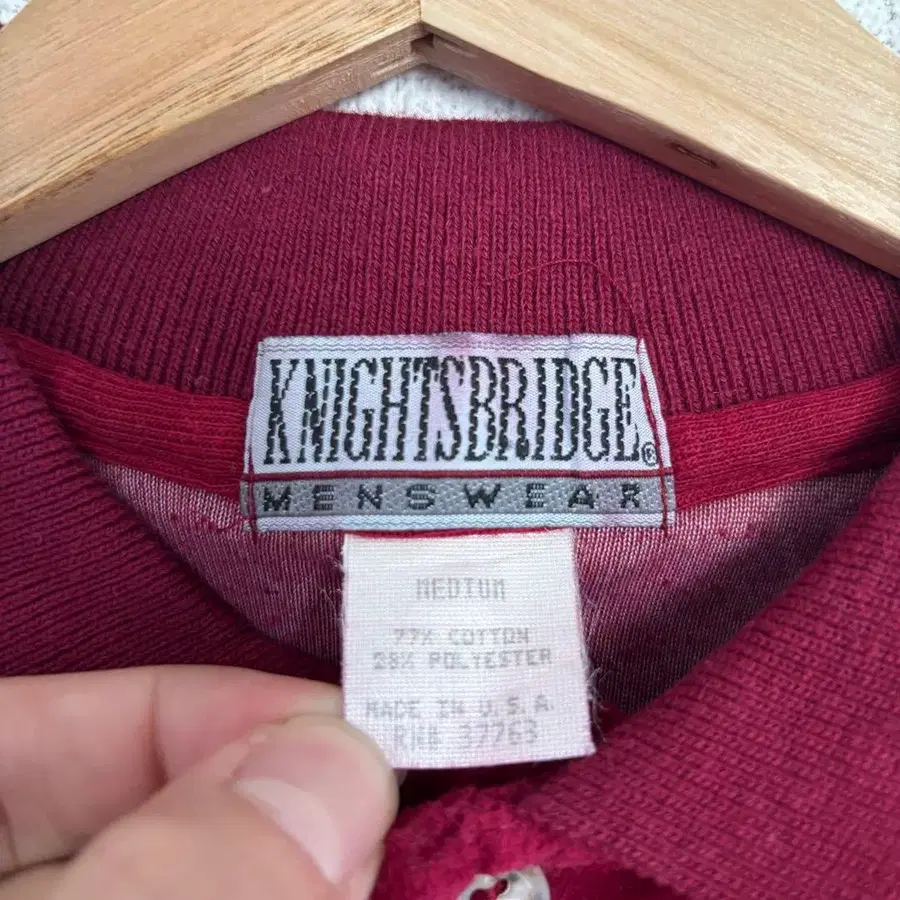 KNIGHTSBRIDGE®
MENSWEAR
MEDIUM
77% COTTON
23% POLYESTER
MADE IN U.S.A.
RN# 37763